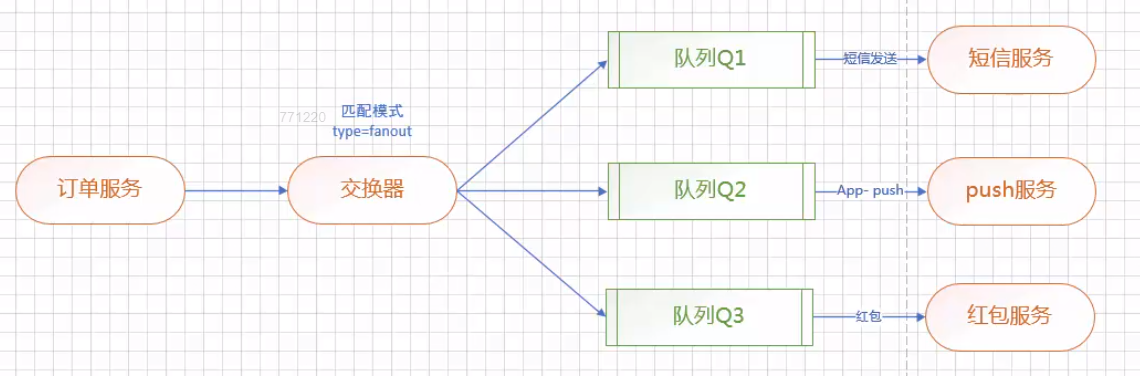 队列Q1
短信发送
短信服务
匹配模式
771220
type=fanout
订单服务
交换器
队列Q2
App- push
push服务
队列Q3
红包
红包服务